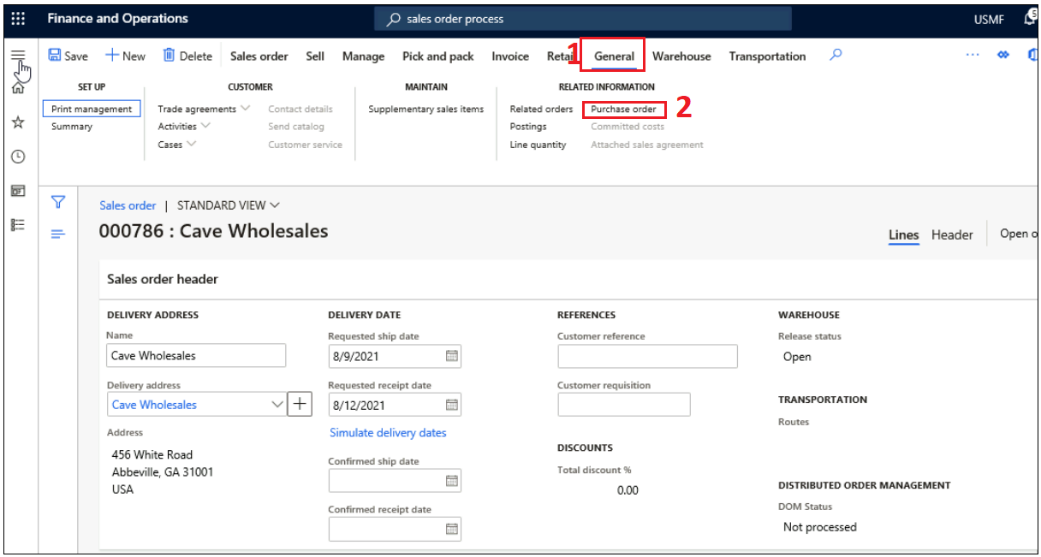 Finance and Operations
sales order process
USMF
Save New Delete Sales order Sell Manage Pick and pack Invoice Retai 1 General Warehouse Transportation ...
SET UP CUSTOMER MAINTAIN RELATED INFORMATION
Print management Trade agreements Contact details Supplementary sales items Related orders Purchase order 2
Summary Activities Send catalog Postings Committed costs
Cases Customer service Line quantity Attached sales agreement
Sales order | STANDARD VIEW
000786 : Cave Wholesales
Lines Header Open o
Sales order header
DELIVERY ADDRESS DELIVERY DATE REFERENCES WAREHOUSE
Name Requested ship date Customer reference Release status
Cave Wholesales 8/9/2021 Open
Delivery address Requested receipt date Customer requisition
Cave Wholesales 8/12/2021 TRANSPORTATION
Routes
Address Simulate delivery dates
456 White Road DISCOUNTS
Abbeville, GA 31001 Confirmed ship date Total discount %
USA 0.00 DISTRIBUTED ORDER MANAGEMENT
Confirmed receipt date DOM Status
Not processed